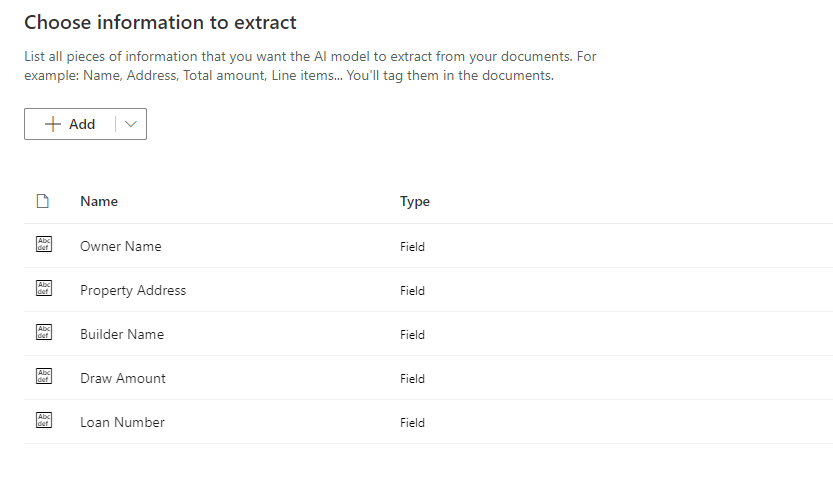 Choose information to extract
List all pieces of information that you want the AI model to extract from your documents. For
example: Name, Address, Total amount, Line items... You'll tag them in the documents.
Add
Name Type
Abc
def
Owner Name Field
Abc
def
Property Address Field
Abc
def
Builder Name Field
Abc
def
Draw Amount Field
Abc
def
Loan Number Field